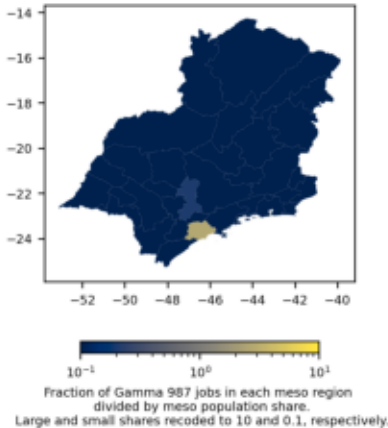 −14
−16
−18
−20
−22
−24
−52 −50 −48 −46 −44 −42 −40
10⁻¹ 10⁰ 10¹
Fraction of Gamma 987 jobs in each meso region
divided by meso population share.
Large and small shares recoded to 10 and 0.1, respectively